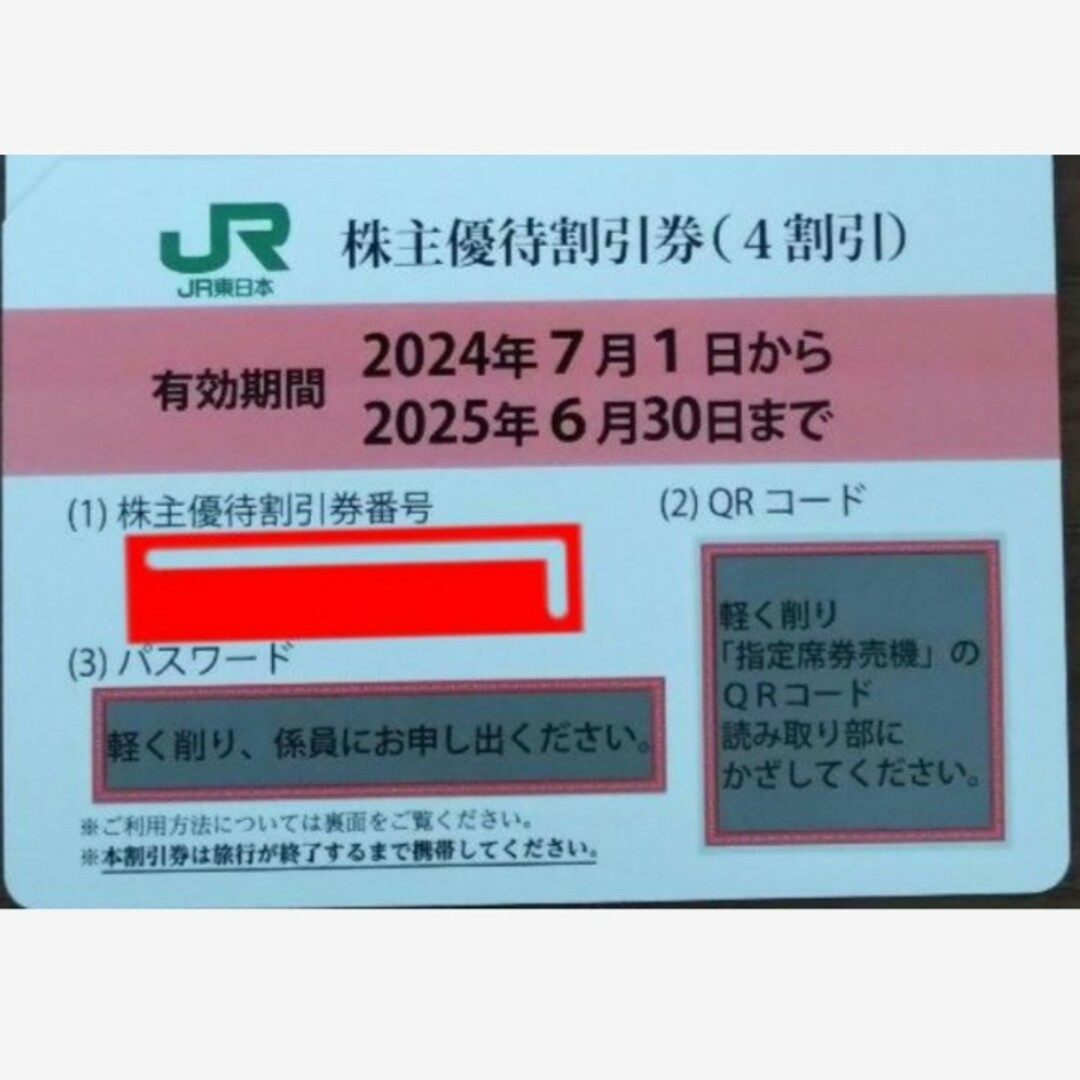 JR
JR東日本
株主優待割引券(４割引)
有効期間
2024年７月１日から
2025年６月30日まで
(1) 株主優待割引券番号
(2) QR コード
(3) パスワード
軽く削り、係員にお申し出ください。
軽く削り
「指定席券売機」の
ＱＲコード
読み取り部に
かざしてください。
※ご利用方法については裏面をご覧ください。
※本割引券は旅行が終了するまで携帯してください。